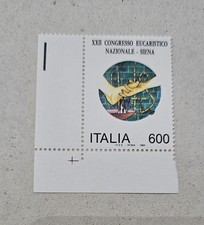 XXII CONGRESSO EUCARISTICO
NAZIONALE - SIENA
ITALIA 600